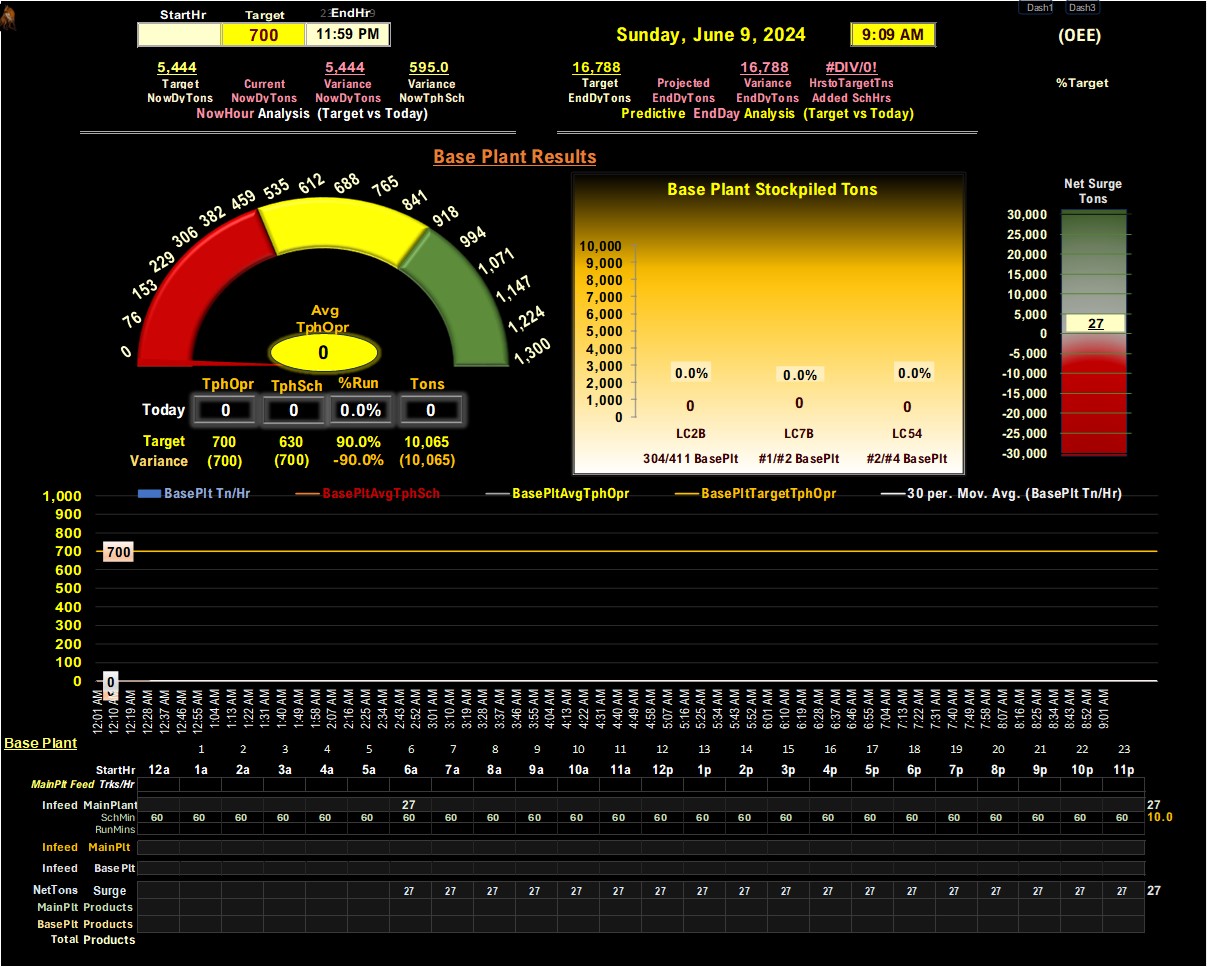 Dash1 Dash3
StartHr Target EndHr
700 11:59 PM
Sunday, June 9, 2024 9:09 AM (OEE)
5,444 5,444 595.0 16,788 16,788 #DIV/0!
Target Current Variance Variance Target Projected Variance HrstoTargetTns %Target
NowDyTons NowDyTons NowDyTons NowTphSch EndDyTons EndDyTons EndDyTons Added SchHrs
NowHour Analysis (Target vs Today) Predictive EndDay Analysis (Target vs Today)
Base Plant Results
0 76 153 229 306 382 459 535 612 688 765 841 918 994 1,071 1,147 1,224 1,300
Avg
TphOpr
0
TphOpr TphSch %Run Tons
Today 0 0 0.0% 0
Target 700 630 90.0% 10,065
Variance (700) (700) -90.0% (10,065)
Base Plant Stockpiled Tons
10,000
9,000
8,000
7,000
6,000
5,000
4,000
3,000
2,000
1,000
0
0.0% 0.0% 0.0%
0 0 0
LC2B LC7B LC54
304/411 BasePlt #1/#2 BasePlt #2/#4 BasePlt
Net Surge
Tons
30,000
25,000
20,000
15,000
10,000
5,000
0
-5,000
-10,000
-15,000
-20,000
-25,000
-30,000
27
BasePlt Tn/Hr BasePltAvgTphSch BasePltAvgTphOpr BasePltTargetTphOpr 30 per. Mov. Avg. (BasePlt Tn/Hr)
1,000
900
800
700
600
500
400
300
200
100
0
700
0
12:01 AM 12:10 AM 12:19 AM 12:28 AM 12:37 AM 12:46 AM 12:55 AM 1:04 AM 1:13 AM 1:22 AM 1:31 AM 1:40 AM 1:49 AM 1:58 AM 2:07 AM 2:16 AM 2:25 AM 2:34 AM 2:43 AM 2:52 AM 3:01 AM 3:10 AM 3:19 AM 3:28 AM 3:37 AM 3:46 AM 3:55 AM 4:04 AM 4:13 AM 4:22 AM 4:31 AM 4:40 AM 4:49 AM 4:58 AM 5:07 AM 5:16 AM 5:25 AM 5:34 AM 5:43 AM 5:52 AM 6:01 AM 6:10 AM 6:19 AM 6:28 AM 6:37 AM 6:46 AM 6:55 AM 7:04 AM 7:13 AM 7:22 AM 7:31 AM 7:40 AM 7:49 AM 7:58 AM 8:07 AM 8:16 AM 8:25 AM 8:34 AM 8:43 AM 8:52 AM 9:01 AM
Base Plant
1 2 3 4 5 6 7 8 9 10 11 12 13 14 15 16 17 18 19 20 21 22 23
StartHr 12a 1a 2a 3a 4a 5a 6a 7a 8a 9a 10a 11a 12p 1p 2p 3p 4p 5p 6p 7p 8p 9p 10p 11p
MainPlt Feed Trks/Hr
Infeed MainPlant 27 27
SchMin 60 60 60 60 60 60 60 60 60 60 60 60 60 60 60 60 60 60 60 60 60 60 60 60 10.0
RunMins
Infeed MainPlt
Infeed Base Plt
NetTons Surge 27 27 27 27 27 27 27 27 27 27 27 27 27 27 27 27 27 27 27
MainPlt Products
BasePlt Products
Total Products